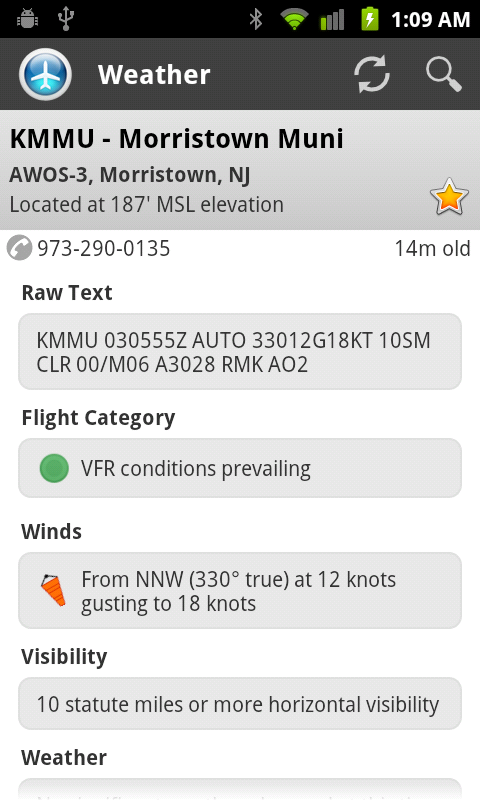 1:09 AM
Weather
KMMU - Morristown Muni
AWOS-3, Morristown, NJ
Located at 187' MSL elevation
973-290-0135 14m old
Raw Text
KMMU 030555Z AUTO 33012G18KT 10SM
CLR 00/M06 A3028 RMK AO2
Flight Category
VFR conditions prevailing
Winds
From NNW (330° true) at 12 knots
gusting to 18 knots
Visibility
10 statute miles or more horizontal visibility
Weather